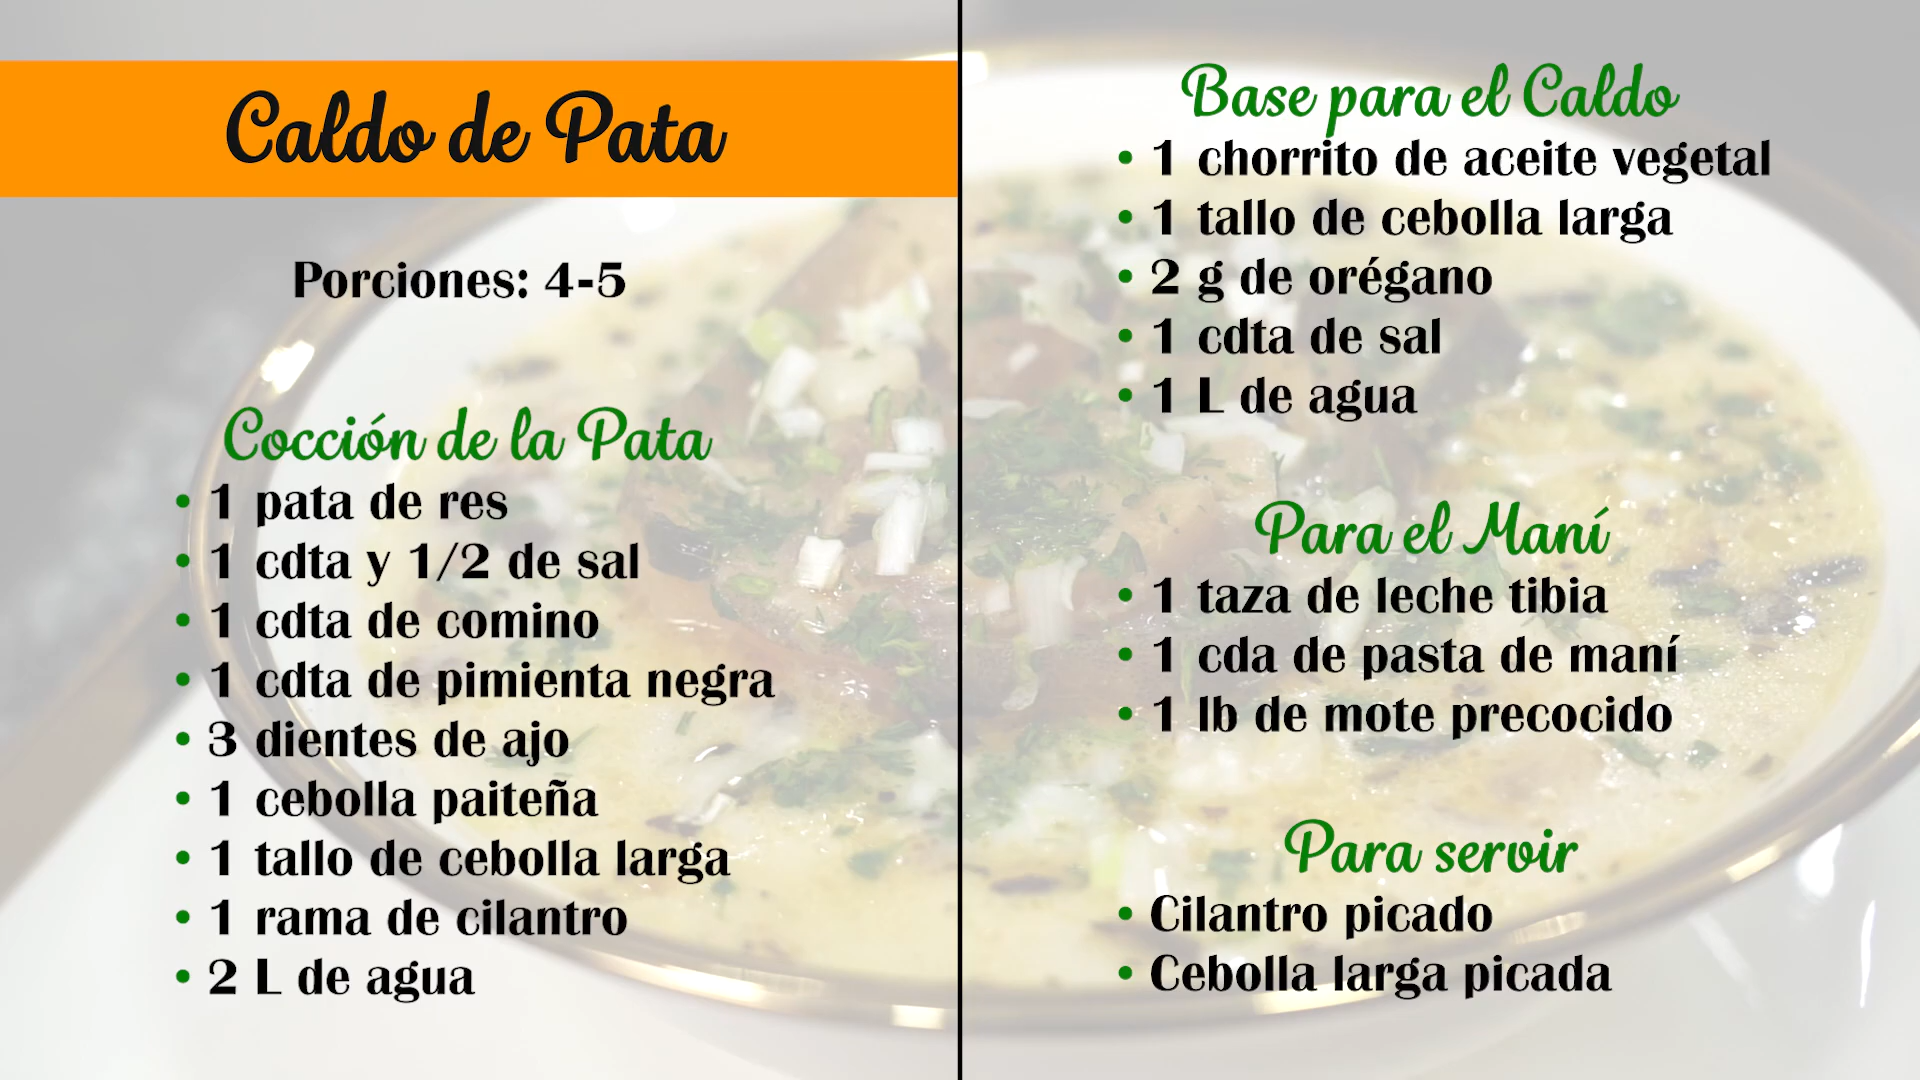 Caldo de Pata
Porciones: 4-5
Cocción de la Pata
• 1 pata de res
• 1 cdta y 1/2 de sal
• 1 cdta de comino
• 1 cdta de pimienta negra
• 3 dientes de ajo
• 1 cebolla paiteña
• 1 tallo de cebolla larga
• 1 rama de cilantro
• 2 L de agua
Base para el Caldo
• 1 chorrito de aceite vegetal
• 1 tallo de cebolla larga
• 2 g de orégano
• 1 cdta de sal
• 1 L de agua
Para el Maní
• 1 taza de leche tibia
• 1 cda de pasta de maní
• 1 lb de mote precocido
Para servir
• Cilantro picado
• Cebolla larga picada